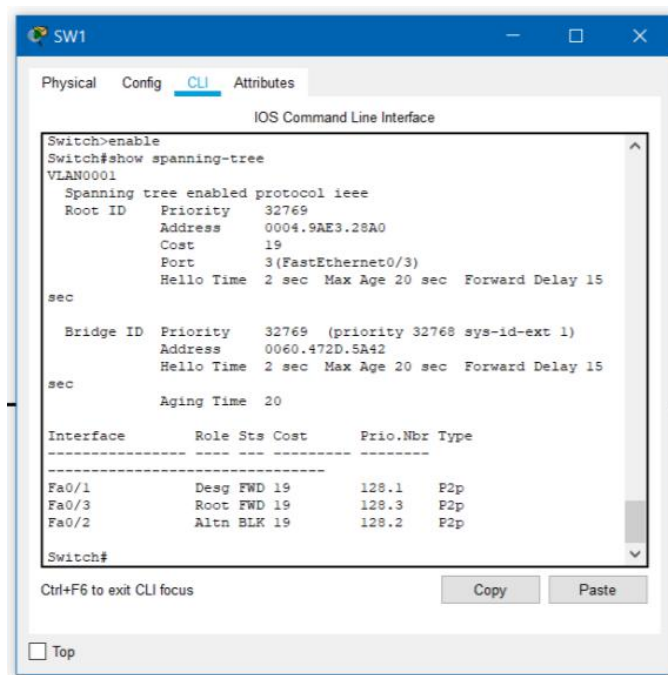 SW1
Physical Config CLI Attributes
IOS Command Line Interface
Switch>enable
Switch#show spanning-tree
VLAN0001
  Spanning tree enabled protocol ieee
  Root ID    Priority    32769
             Address     0004.9AE3.28A0
             Cost        19
             Port        3(FastEthernet0/3)
             Hello Time  2 sec  Max Age 20 sec  Forward Delay 15
sec
  Bridge ID  Priority    32769  (priority 32768 sys-id-ext 1)
             Address     0060.472D.5A42
             Hello Time  2 sec  Max Age 20 sec  Forward Delay 15
sec
             Aging Time  20
Interface        Role Sts Cost      Prio.Nbr Type
---------------- ---- --- --------- --------
--------------------------------
Fa0/1            Desg FWD 19        128.1    P2p
Fa0/3            Root FWD 19        128.3    P2p
Fa0/2            Altn BLK 19        128.2    P2p
Switch#
Ctrl+F6 to exit CLI focus
Copy Paste
Top